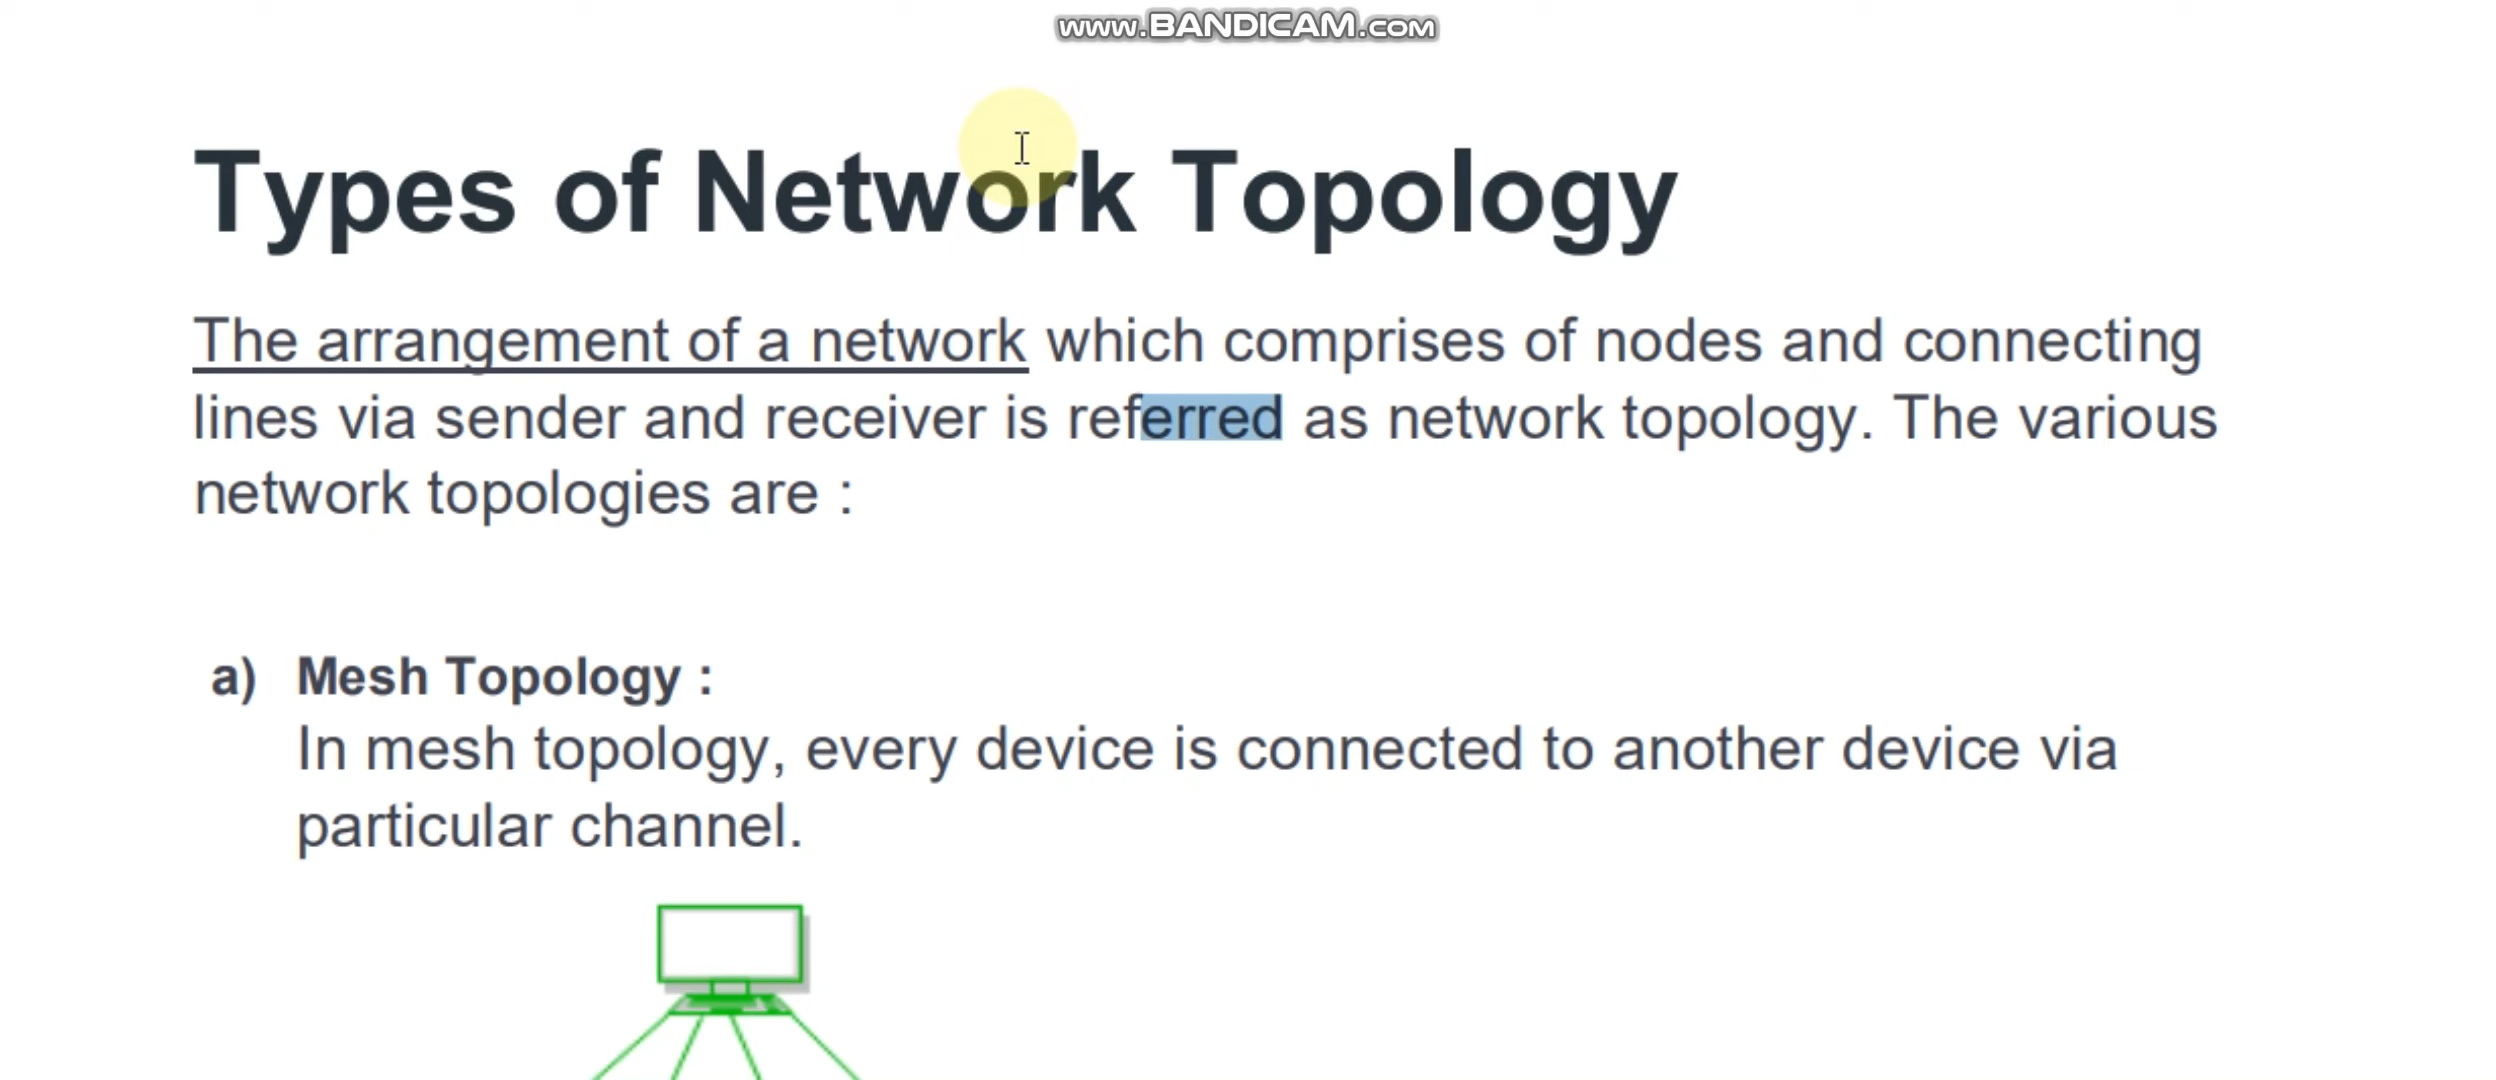 www.BANDICAM.com
Types of Network Topology
The arrangement of a network which comprises of nodes and connecting
lines via sender and receiver is referred as network topology. The various
network topologies are :
a) Mesh Topology :
In mesh topology, every device is connected to another device via
particular channel.